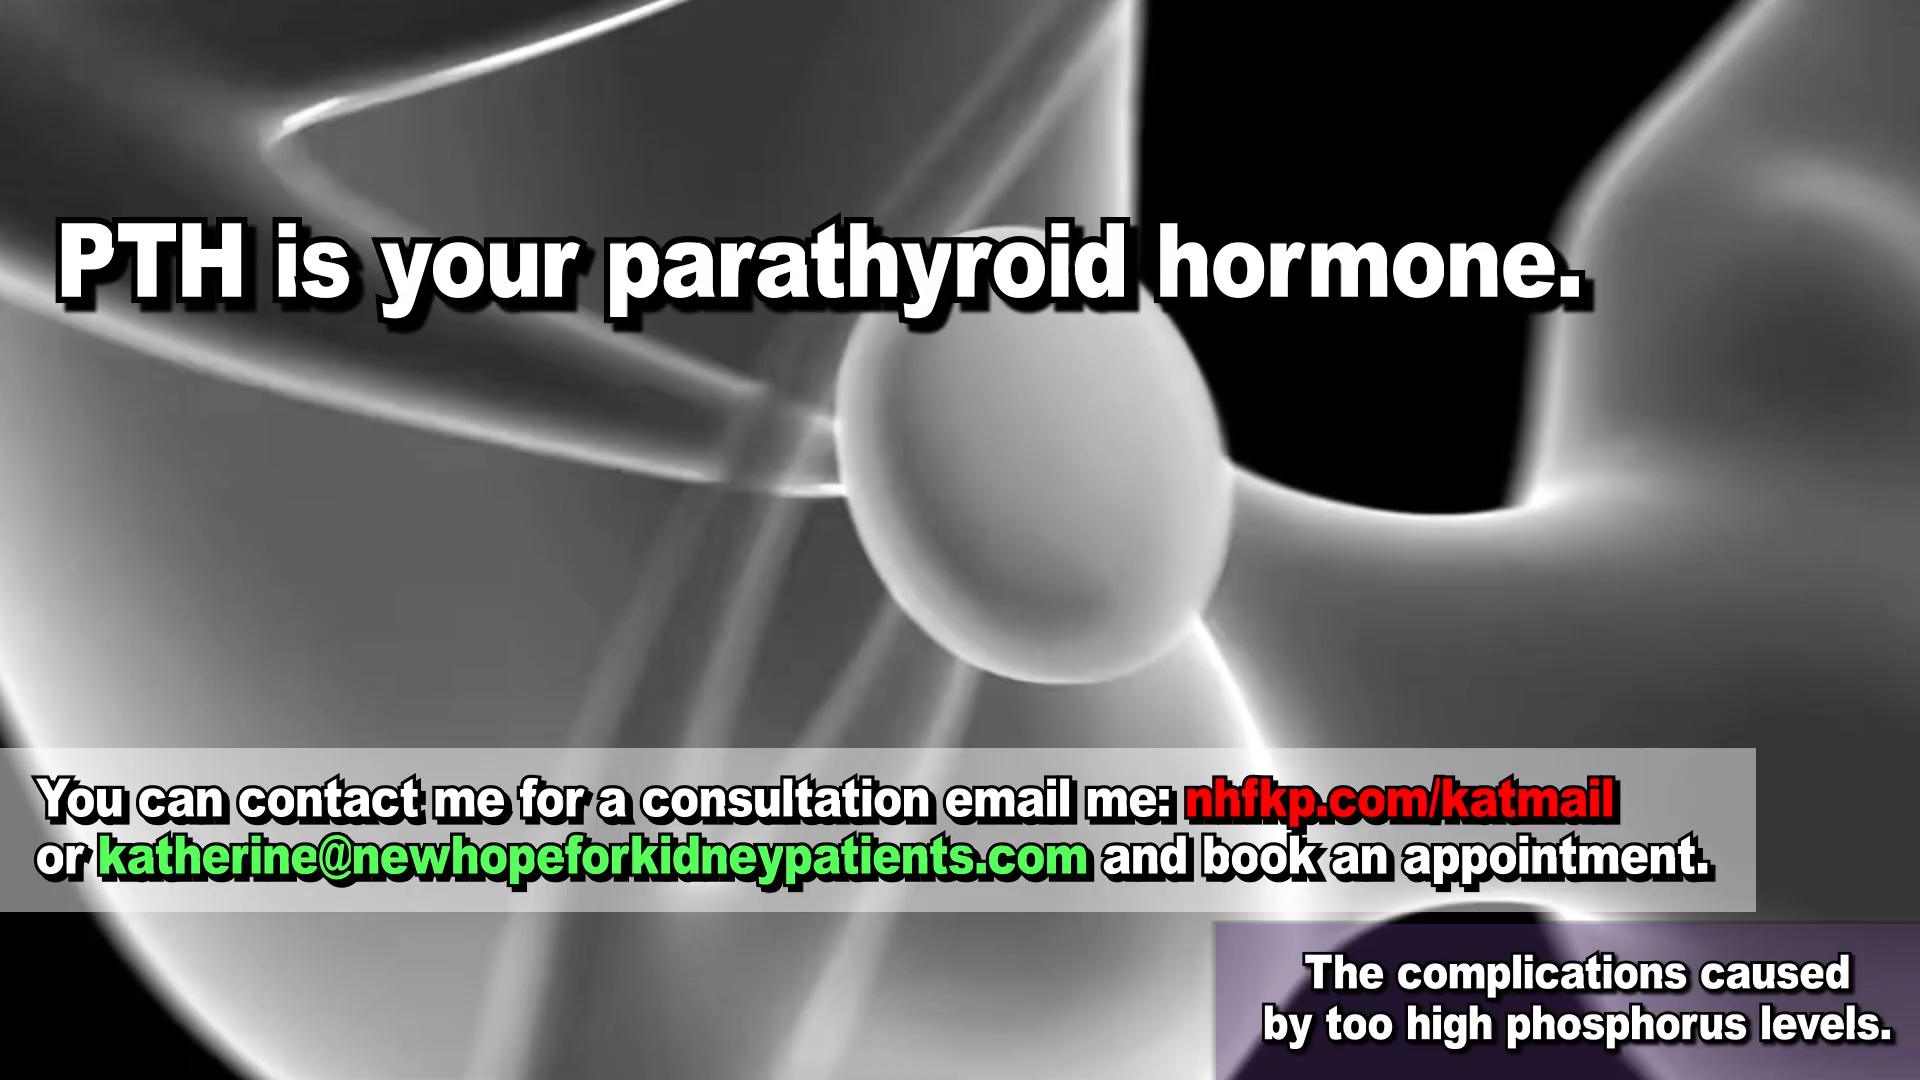 PTH is your parathyroid hormone.
You can contact me for a consultation email me: nhfkp.com/katmail
or katherine@newhopeforkidneypatients.com and book an appointment.
The complications caused
by too high phosphorus levels.